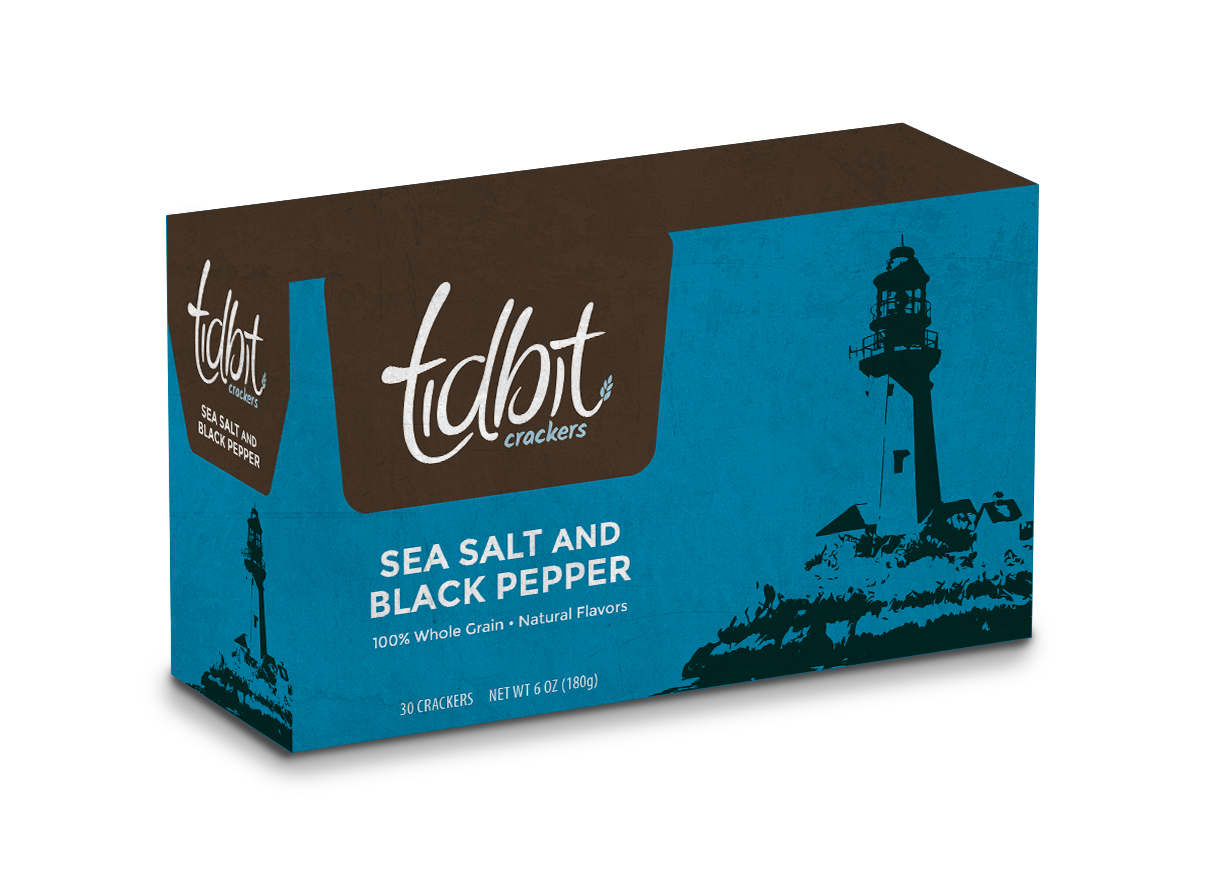 tidbit
crackers
SEA SALT AND
BLACK PEPPER
tidbit
crackers
SEA SALT AND
BLACK PEPPER
100% Whole Grain • Natural Flavors
30 CRACKERS NET WT 6 OZ (180g)